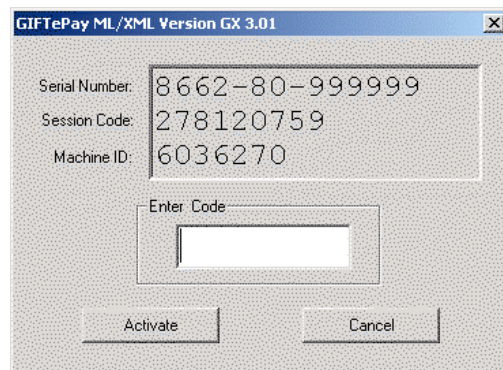 GIFTePay ML/XML Version GX 3.01
Serial Number: 8662-80-999999
Session Code: 278120759
Machine ID: 6036270
Enter Code
Activate Cancel